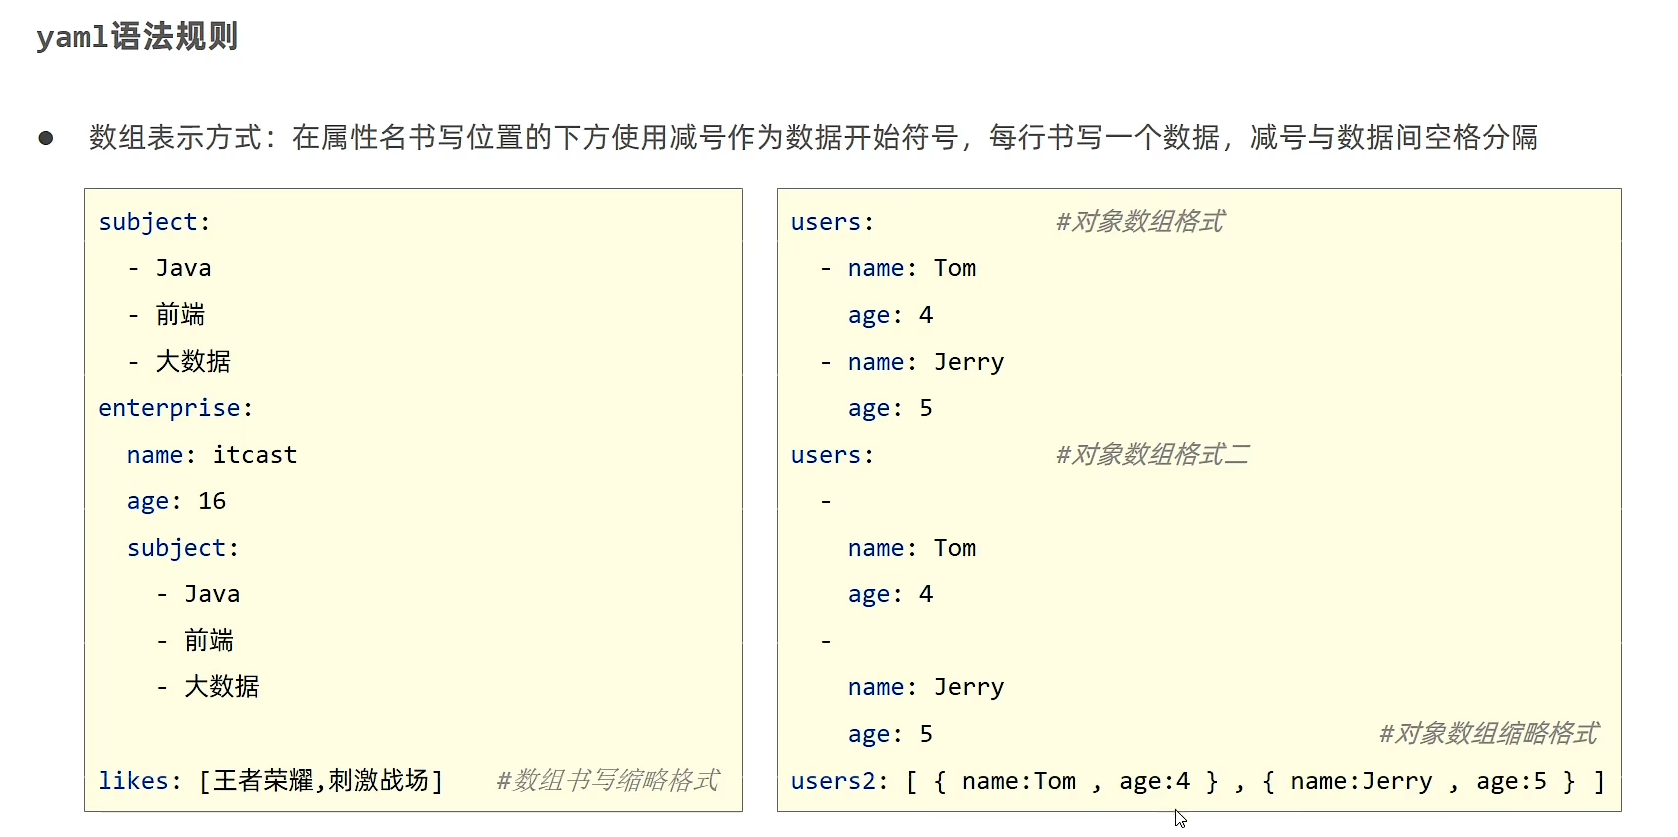 yaml语法规则
● 数组表示方式：在属性名书写位置的下方使用减号作为数据开始符号，每行书写一个数据，减号与数据间空格分隔
subject:
  - Java
  - 前端
  - 大数据
enterprise:
  name: itcast
  age: 16
  subject:
    - Java
    - 前端
    - 大数据
likes: [王者荣耀,刺激战场] #数组书写缩略格式
users: #对象数组格式
  - name: Tom
    age: 4
  - name: Jerry
    age: 5
users: #对象数组格式二
  -
    name: Tom
    age: 4
  -
    name: Jerry
    age: 5 #对象数组缩略格式
users2: [ { name:Tom , age:4 } , { name:Jerry , age:5 } ]